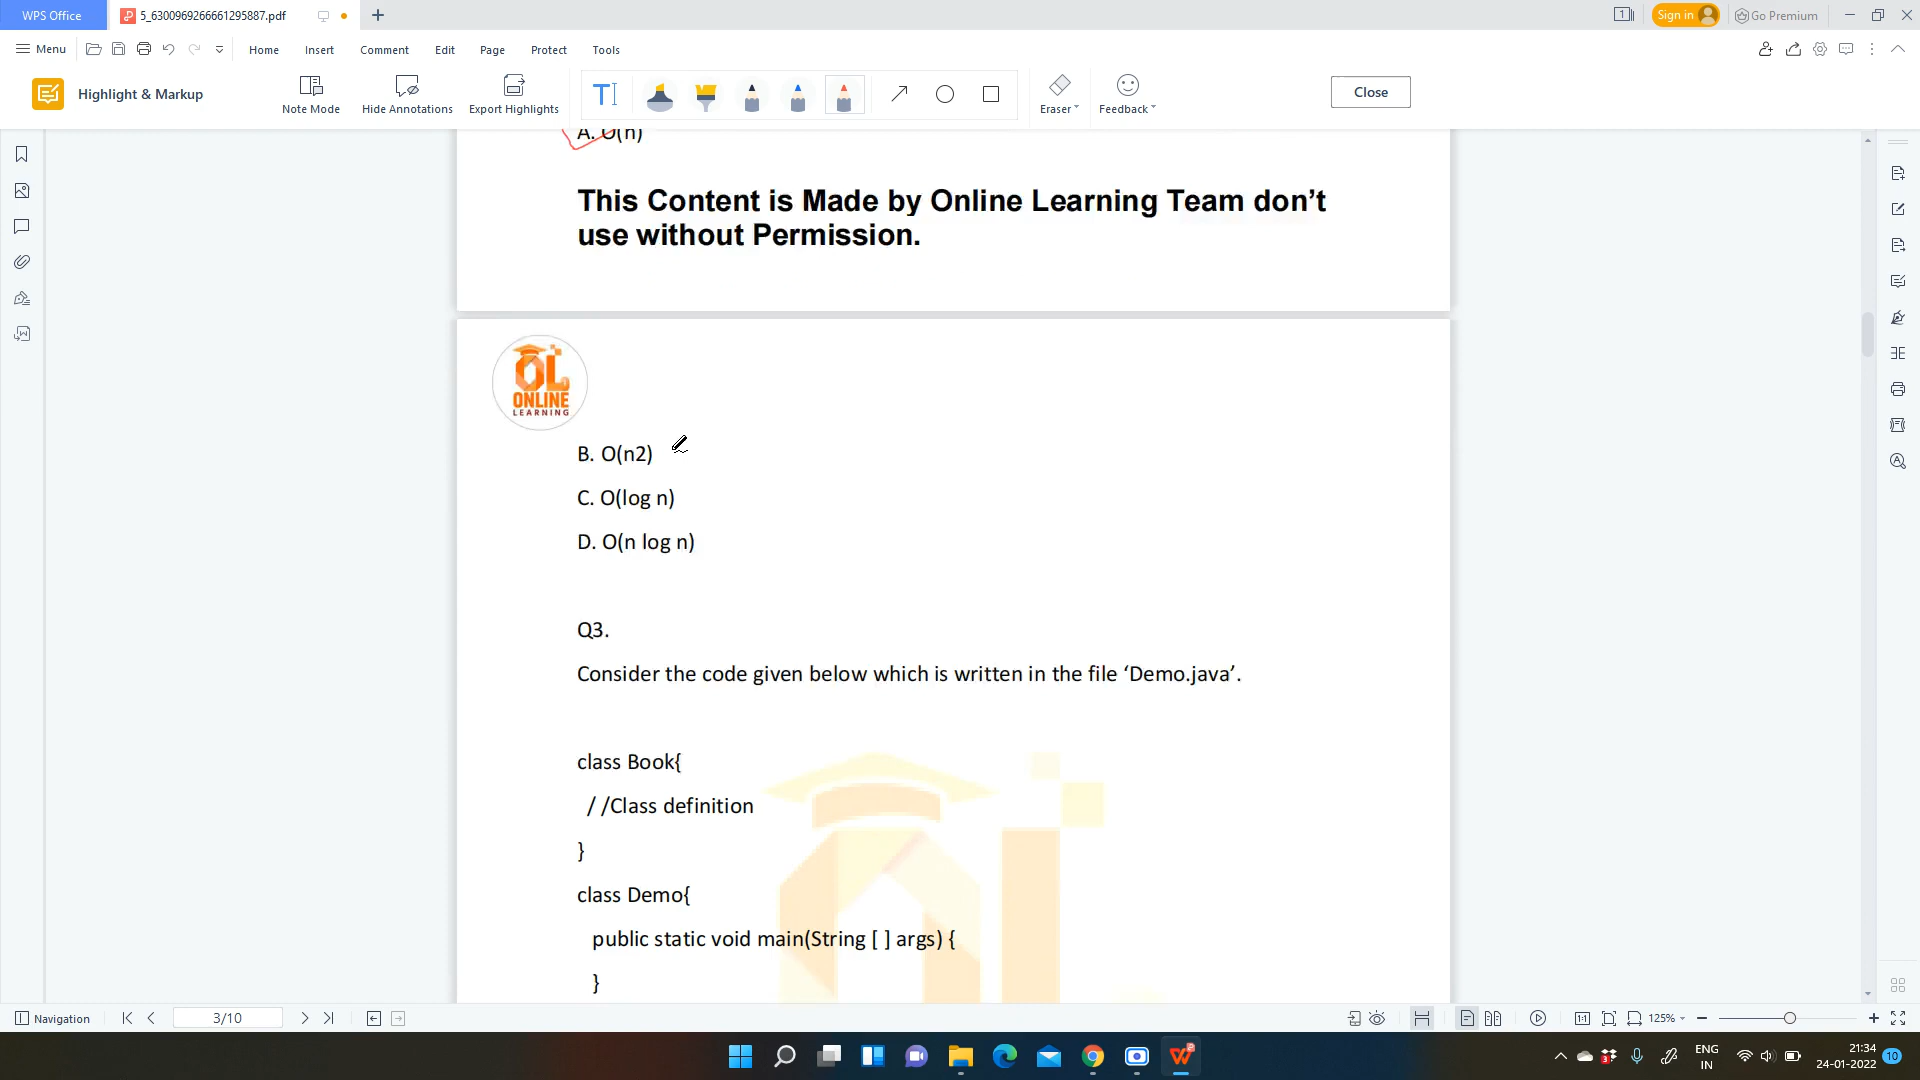 WPS Office
5_6300969266661295887.pdf
1
Sign in
Go Premium
Menu
Home
Insert
Comment
Edit
Page
Protect
Tools
Highlight & Markup
Note Mode
Hide Annotations
Export Highlights
T
Eraser
Feedback
Close
A. O(n)
This Content is Made by Online Learning Team don’t
use without Permission.
OL
ONLINE
LEARNING
B. O(n2)
C. O(log n)
D. O(n log n)
Q3.
Consider the code given below which is written in the file ‘Demo.java’.
class Book{
/ /Class definition
}
class Demo{
public static void main(String [ ] args) {
}
Navigation
3/10
1:1
125%
ENG
IN
21:34
24-01-2022
10